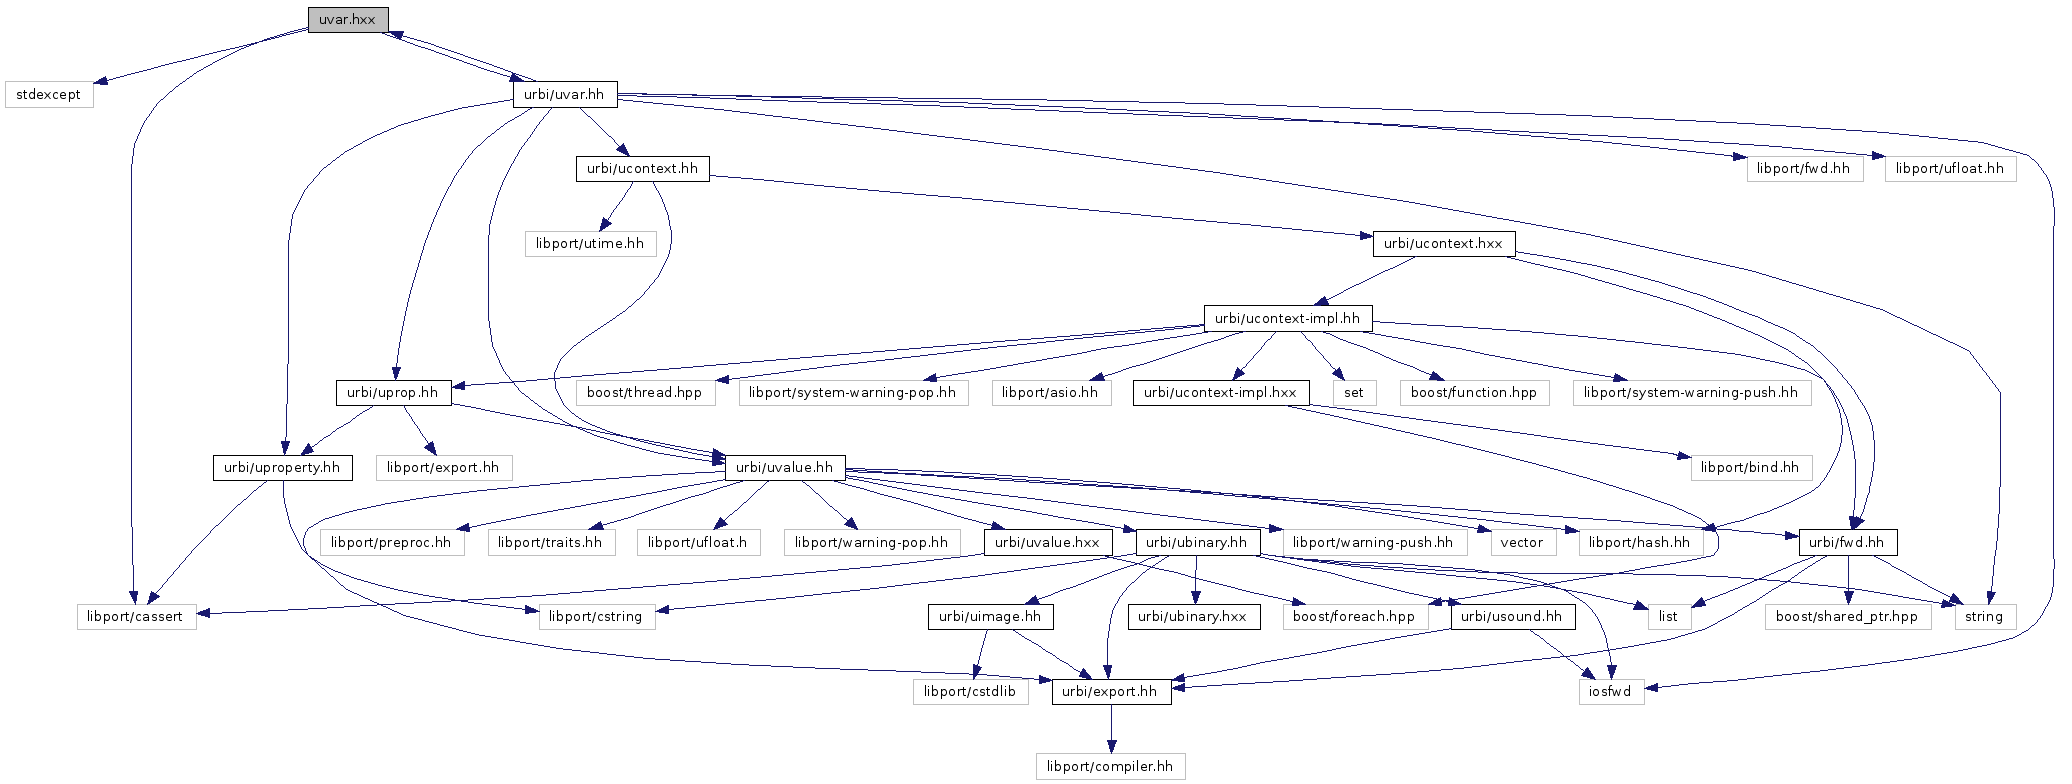 uvar.hxx
stdexcept
urbi/uvar.hh
urbi/ucontext.hh
libport/fwd.hh
libport/ufloat.hh
libport/utime.hh
urbi/ucontext.hxx
urbi/ucontext-impl.hh
urbi/uprop.hh
boost/thread.hpp
libport/system-warning-pop.hh
libport/asio.hh
urbi/ucontext-impl.hxx
set
boost/function.hpp
libport/system-warning-push.hh
urbi/uproperty.hh
libport/export.hh
urbi/uvalue.hh
libport/bind.hh
libport/preproc.hh
libport/traits.hh
libport/ufloat.h
libport/warning-pop.hh
urbi/uvalue.hxx
urbi/ubinary.hh
libport/warning-push.hh
vector
libport/hash.hh
urbi/fwd.hh
libport/cassert
libport/cstring
urbi/uimage.hh
urbi/ubinary.hxx
boost/foreach.hpp
urbi/usound.hh
list
boost/shared_ptr.hpp
string
libport/cstdlib
urbi/export.hh
iosfwd
libport/compiler.hh